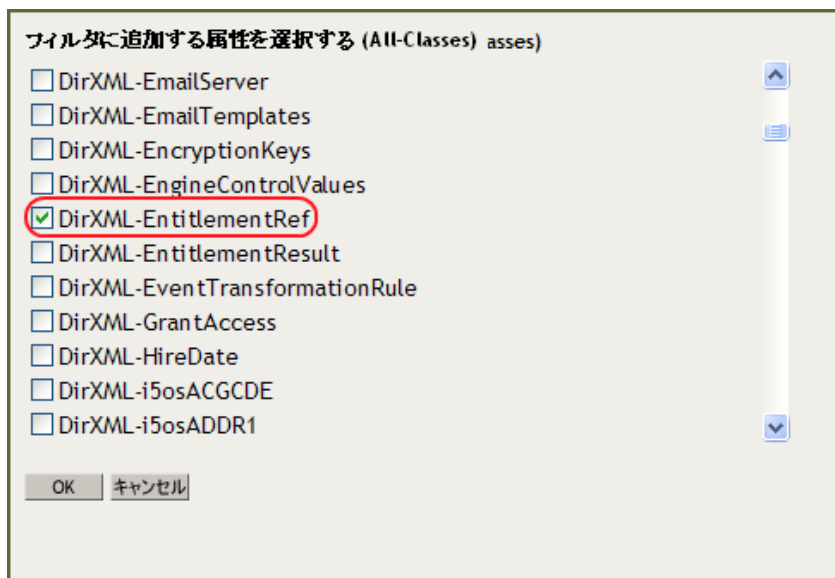 フィルタに追加する属性を選択する (All-Classes) asses)
DirXML-EmailServer
DirXML-EmailTemplates
DirXML-EncryptionKeys
DirXML-EngineControlValues
DirXML-EntitlementRef
DirXML-EntitlementResult
DirXML-EventTransformationRule
DirXML-GrantAccess
DirXML-HireDate
DirXML-i5osACGCDE
DirXML-i5osADDR1
OK キャンセル